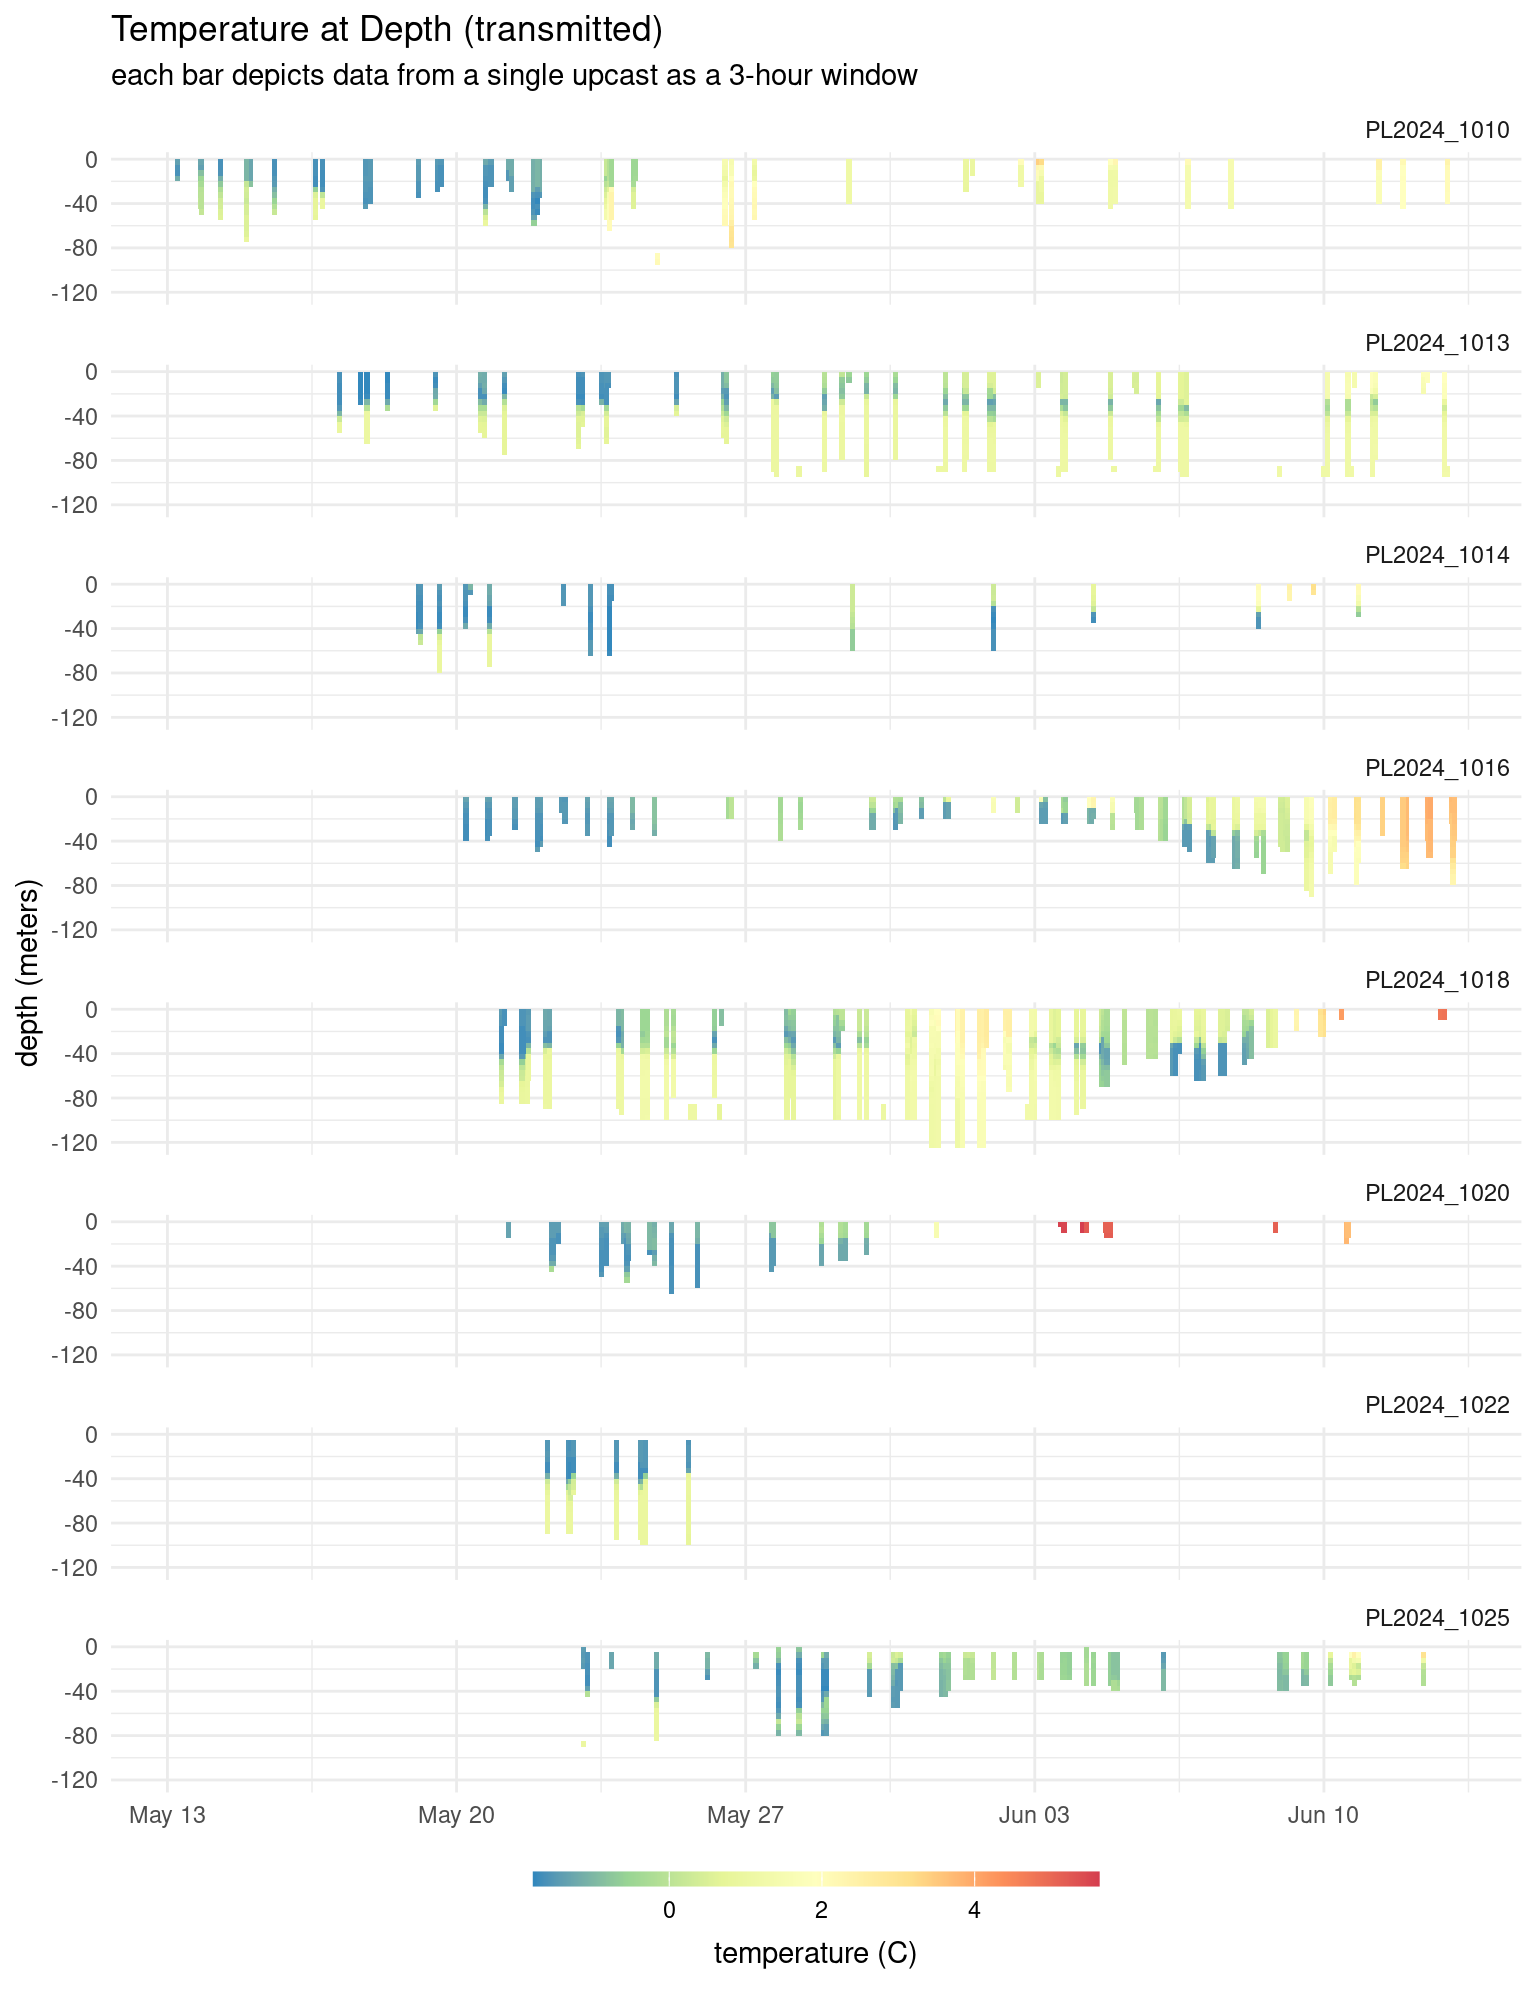 Temperature at Depth (transmitted)
each bar depicts data from a single upcast as a 3-hour window
PL2024_1010
0
-40
-80
-120
PL2024_1013
0
-40
-80
-120
PL2024_1014
0
-40
-80
-120
PL2024_1016
0
-40
-80
-120
depth (meters)
PL2024_1018
0
-40
-80
-120
PL2024_1020
0
-40
-80
-120
PL2024_1022
0
-40
-80
-120
PL2024_1025
0
-40
-80
-120
May 13 May 20 May 27 Jun 03 Jun 10
0 2 4
temperature (C)